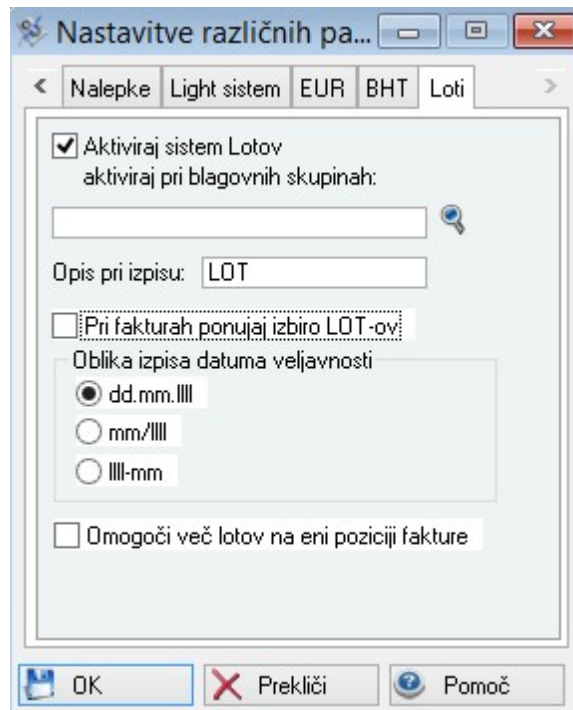 Nastavitve različnih pa...
Nalepke Light sistem EUR BHT Loti
Aktiviraj sistem Lotov
aktiviraj pri blagovnih skupinah:
Opis pri izpisu: LOT
Pri fakturah ponujaj izbiro LOT-ov
Oblika izpisa datuma veljavnosti
dd.mm.llll
mm/llll
llll-mm
Omogoči več lotov na eni poziciji fakture
OK Prekliči Pomoč